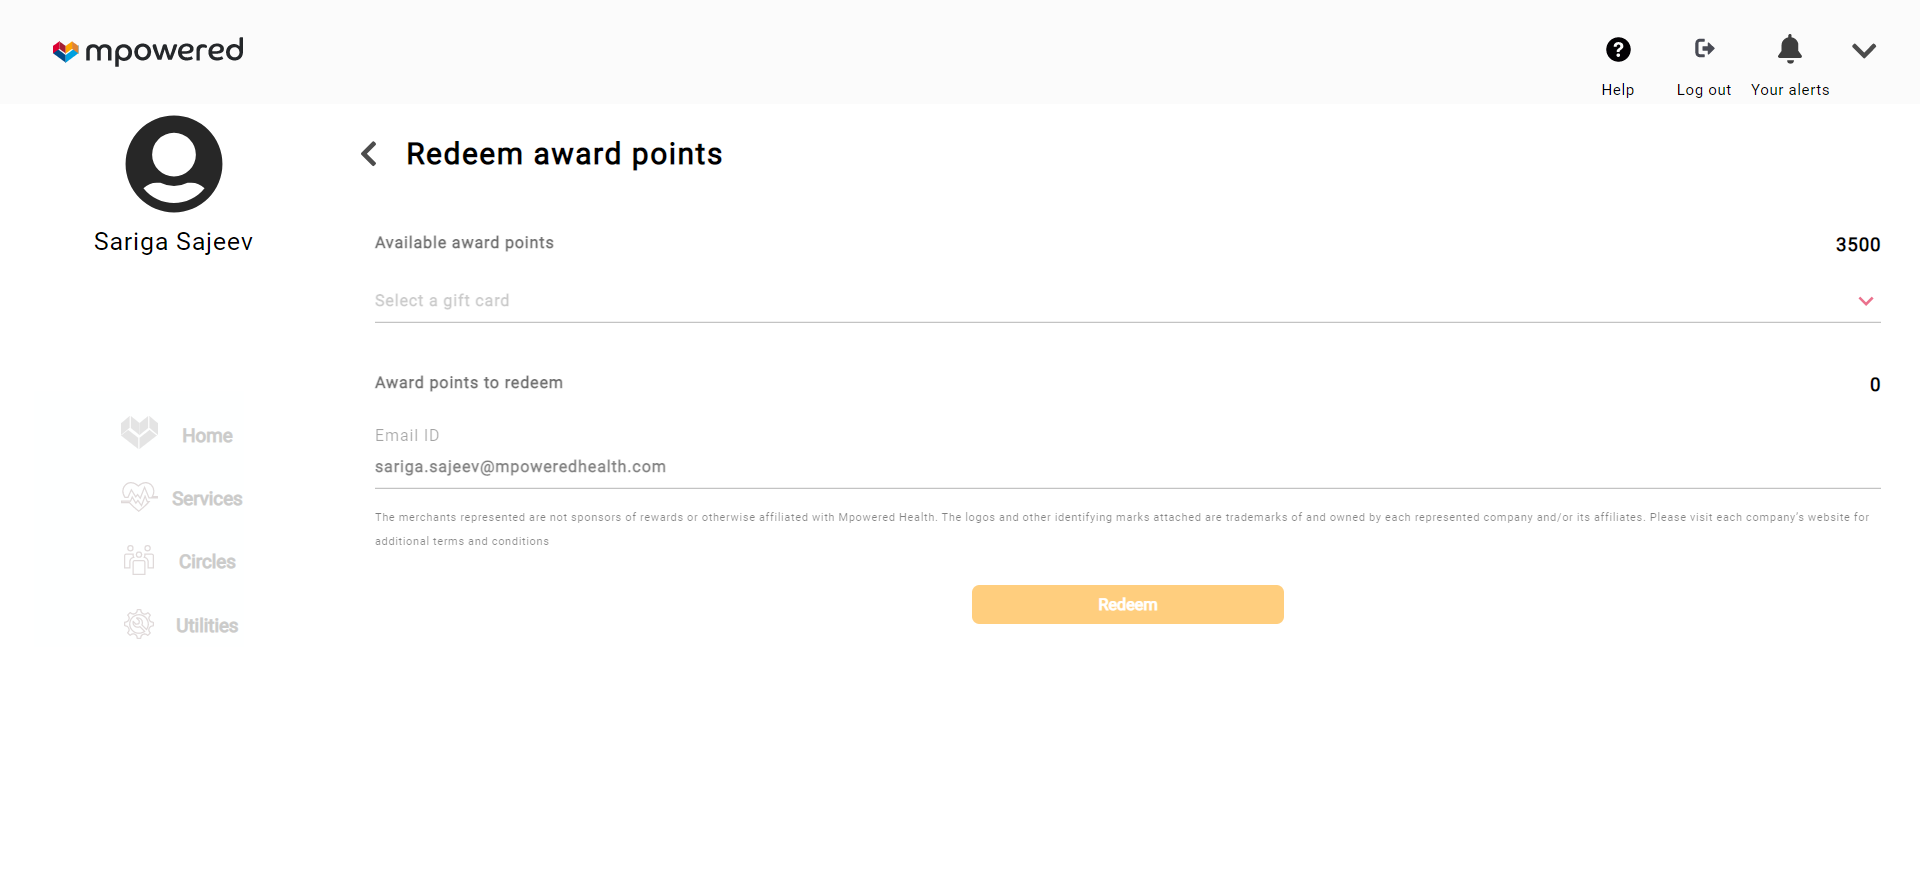 mpowered
Help
Log out
Your alerts
Sariga Sajeev
Redeem award points
Available award points
3500
Select a gift card
Award points to redeem
0
Email ID
sariga.sajeev@mpoweredhealth.com
The merchants represented are not sponsors of rewards or otherwise affiliated with Mpowered Health. The logos and other identifying marks attached are trademarks of and owned by each represented company and/or its affiliates. Please visit each company's website for
additional terms and conditions
Redeem
Home
Services
Circles
Utilities